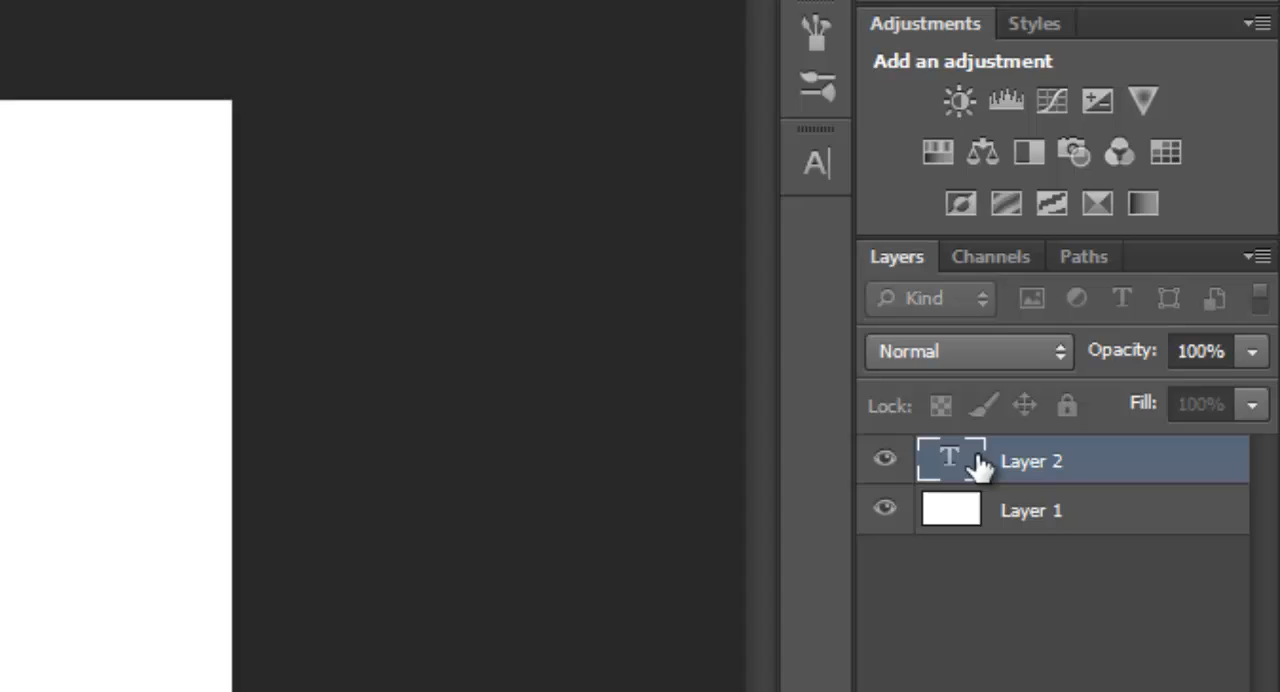 Adjustments Styles
Add an adjustment
A
Layers Channels Paths
Kind T
Normal Opacity: 100%
Lock: Fill: 100%
T Layer 2
Layer 1